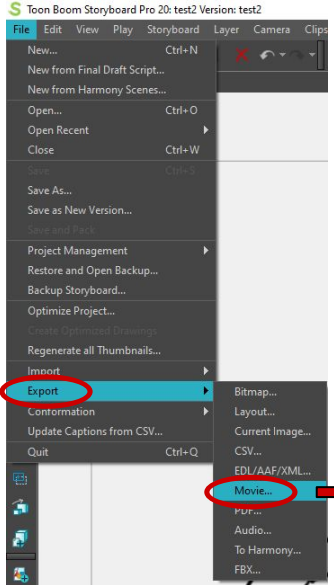 Toon Boom Storyboard Pro 20: test2 Version: test2
File Edit View Play Storyboard Layer Camera Clips
New... Ctrl+N
New from Final Draft Script...
New from Harmony Scenes...
Open... Ctrl+O
Open Recent
Close Ctrl+W
Save Ctrl+S
Save As...
Save as New Version...
Save and Pack
Project Management
Restore and Open Backup...
Backup Storyboard...
Optimize Project...
Create Optimized Drawings
Regenerate all Thumbnails...
Import
Export
Conformation
Update Captions from CSV...
Quit Ctrl+Q
Bitmap...
Layout...
Current Image...
CSV...
EDL/AAF/XML...
Movie...
PDF...
Audio...
To Harmony...
FBX...